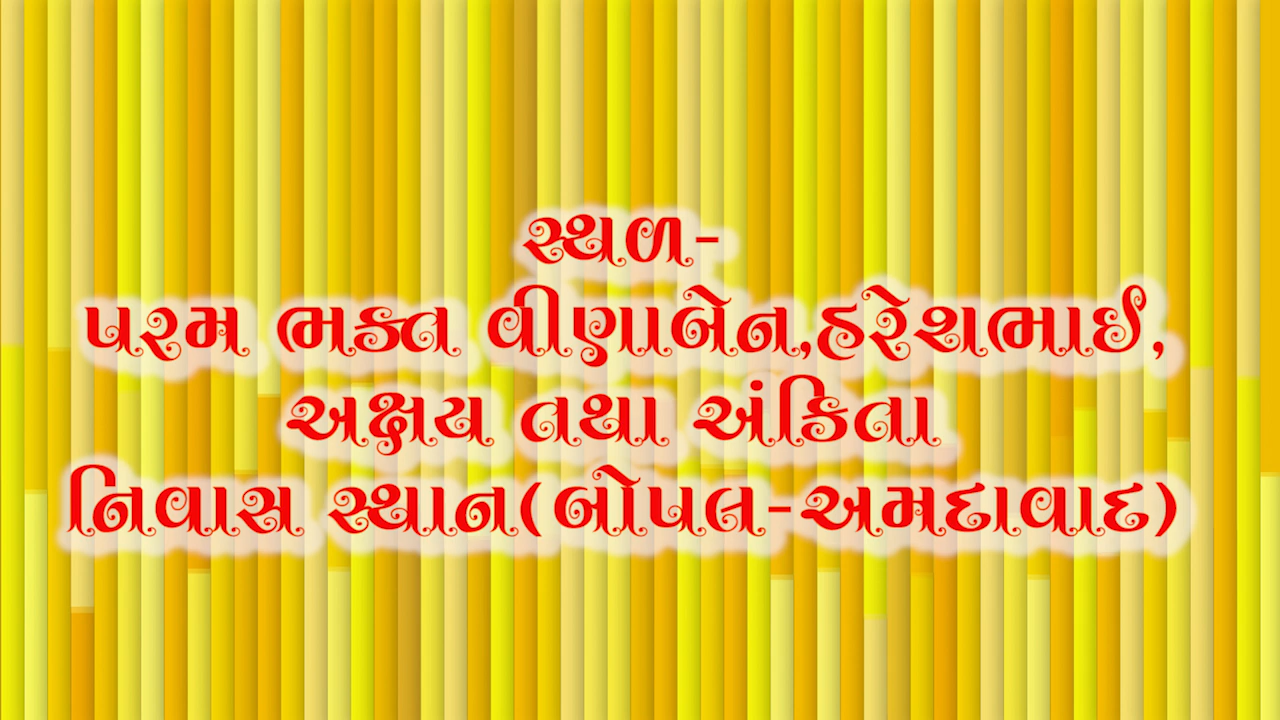 સ્થળ-
પરમ ભક્ત વીણાબેન,હરેશભાઈ,
અક્ષય તથા અંકિતા
નિવાસ સ્થાન(બોપલ-અમદાવાદ)